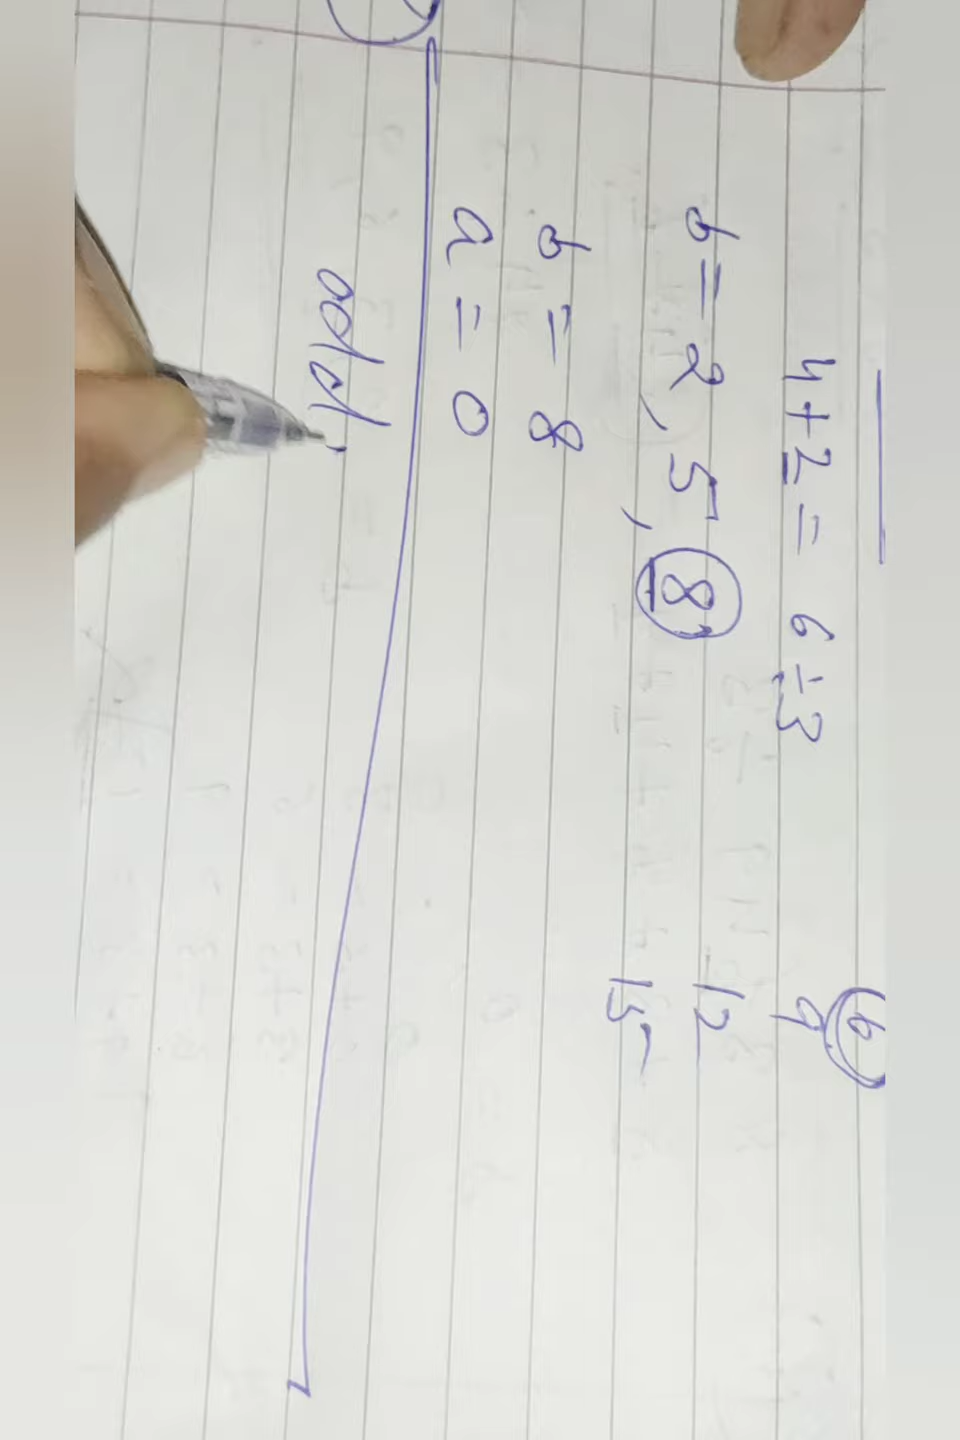 4+2 = 6 ÷ 3
6
9
12
15
b = 2, 5, 8,
b = 8
a = 0
odd,